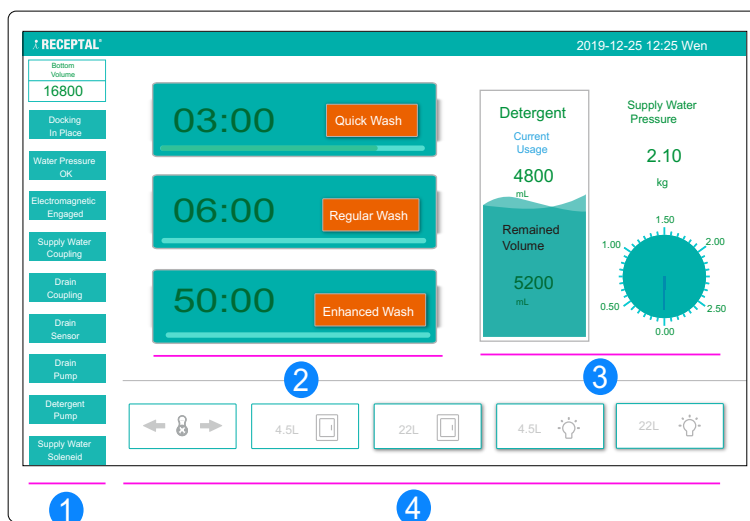 RECEPTAL®
2019-12-25 12:25 Wen
Bottom
Volume
16800
Docking
In Place
Water Pressure
OK
Electromagnetic
Engaged
Supply Water
Coupling
Drain
Coupling
Drain
Sensor
Drain
Pump
Detergent
Pump
Supply Water
Soleneid
1
03:00
Quick Wash
06:00
Regular Wash
50:00
Enhanced Wash
2
Detergent
Current
Usage
4800
mL
Remained
Volume
5200
mL
Supply Water
Pressure
2.10
kg
1.50
1.00
2.00
0.50
2.50
0.00
3
4.5L
22L
4.5L
22L
4